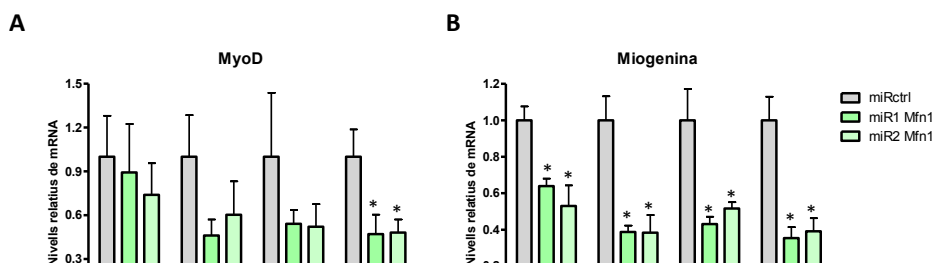 A
B
MyoD
Miogenina
Nivells relatius de mRNA
1.5
1.2
0.9
0.6
0.3
* *
Nivells relatius de mRNA
1.2
1.0
0.8
0.6
0.4
* *
* *
* *
* *
miRctrl
miR1 Mfn1
miR2 Mfn1